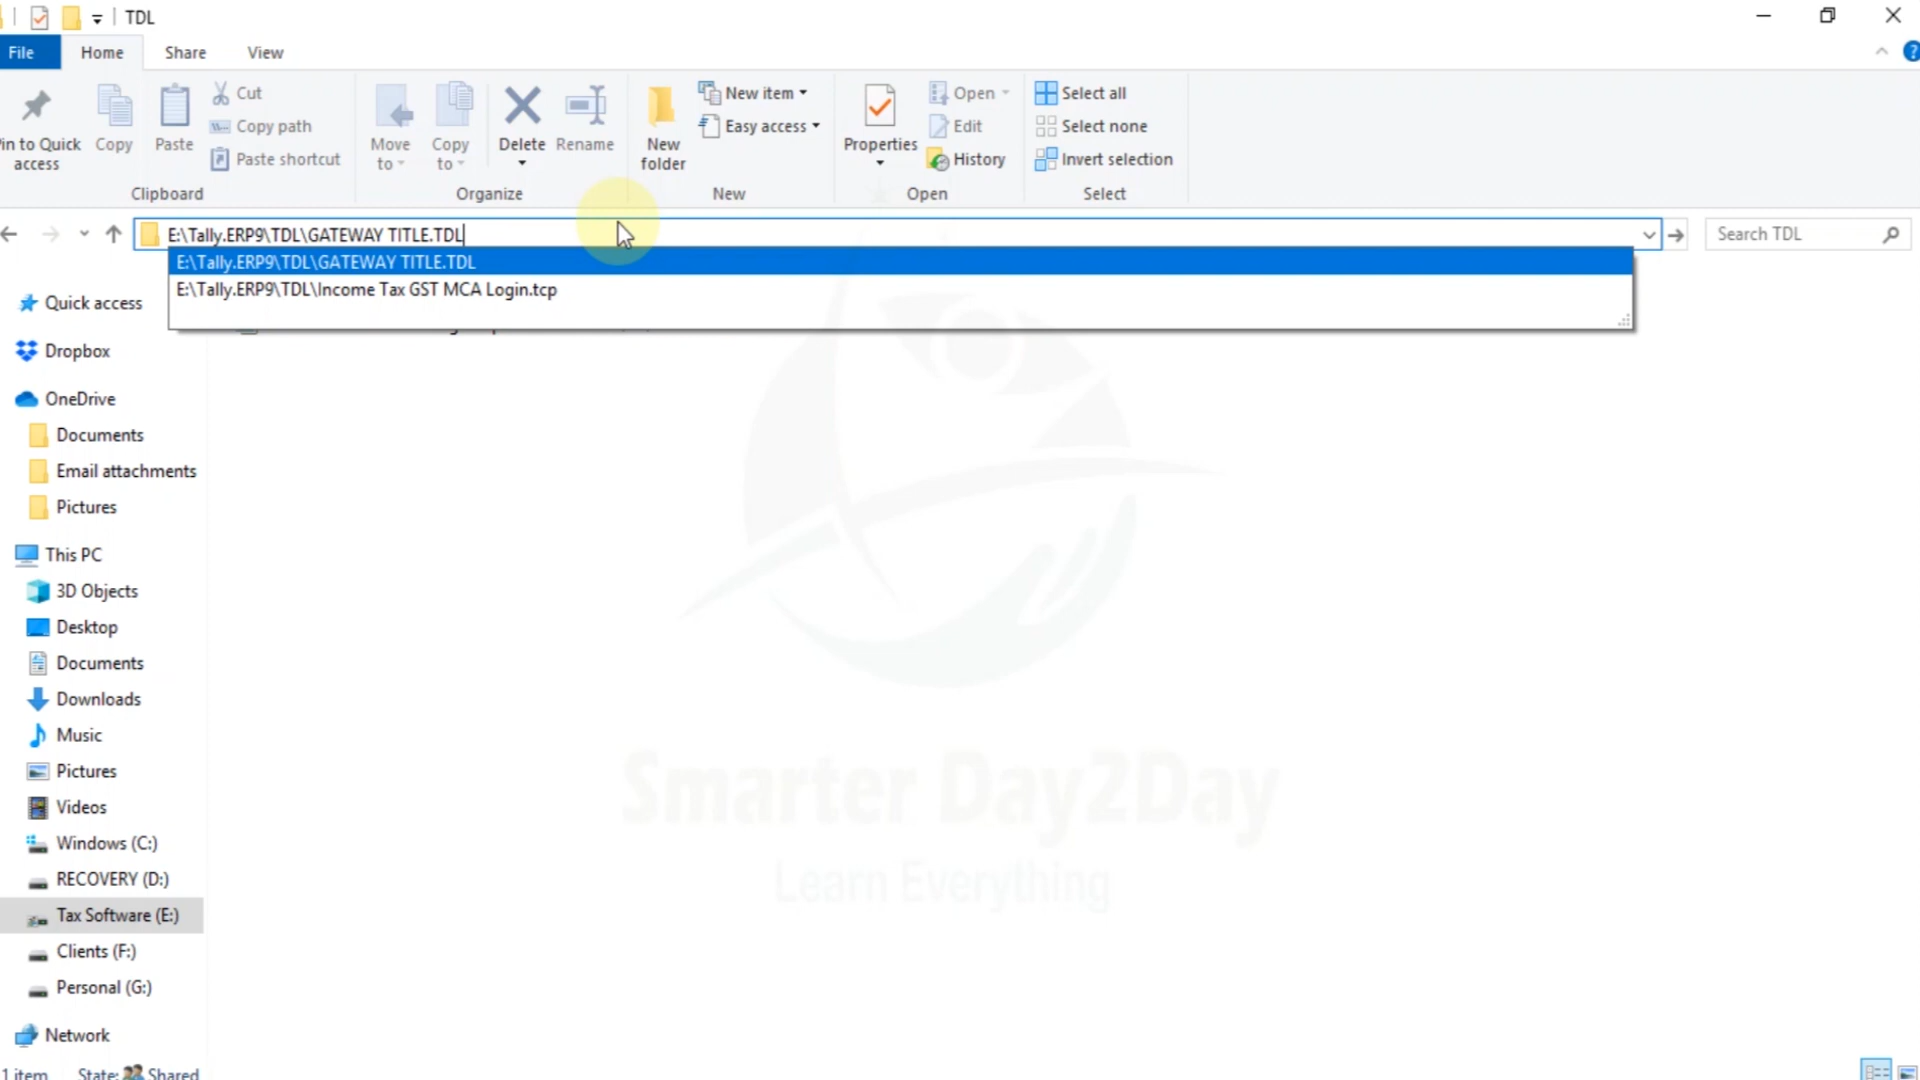 TDL
File Home Share View
in to Quick access
Copy
Paste
Cut
Copy path
Paste shortcut
Clipboard
Move to
Copy to
Delete
Rename
Organize
New folder
New item
Easy access
New
Properties
Open
Edit
History
Open
Select all
Select none
Invert selection
Select
E:\Tally.ERP9\TDL\GATEWAY TITLE.TDL
Search TDL
E:\Tally.ERP9\TDL\GATEWAY TITLE.TDL
E:\Tally.ERP9\TDL\Income Tax GST MCA Login.tcp
Quick access
Dropbox
OneDrive
Documents
Email attachments
Pictures
This PC
3D Objects
Desktop
Documents
Downloads
Music
Pictures
Videos
Windows (C:)
RECOVERY (D:)
Tax Software (E:)
Clients (F:)
Personal (G:)
Network
1 item State: Shared
Smarter Day2Day
Learn Everything